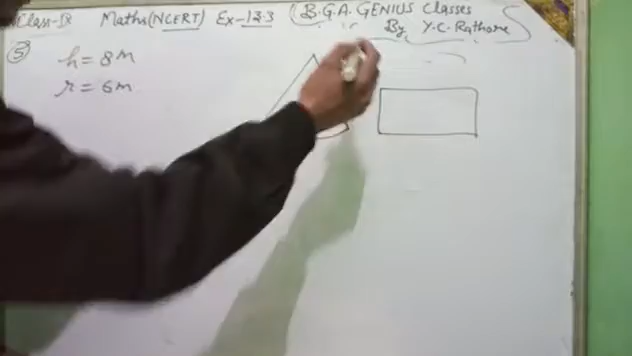 Class-IX Maths(NCERT) Ex-13.3 (B.G.A. GENIUS Classes
By Y.C. Rathore
5
h = 8m
r = 6m